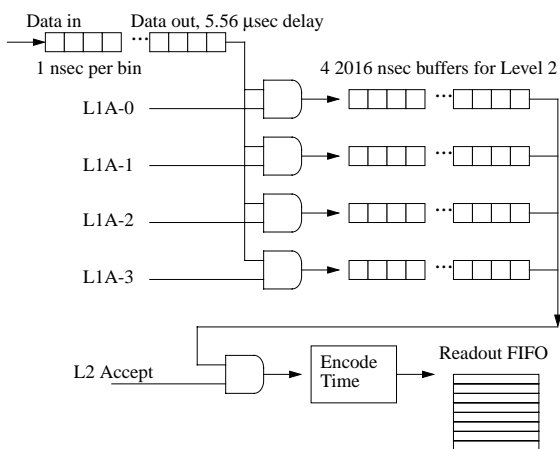 Data in
Data out, 5.56 μsec delay
...
1 nsec per bin
4 2016 nsec buffers for Level 2
L1A-0
...
L1A-1
...
L1A-2
...
L1A-3
...
L2 Accept
Encode
Time
Readout FIFO